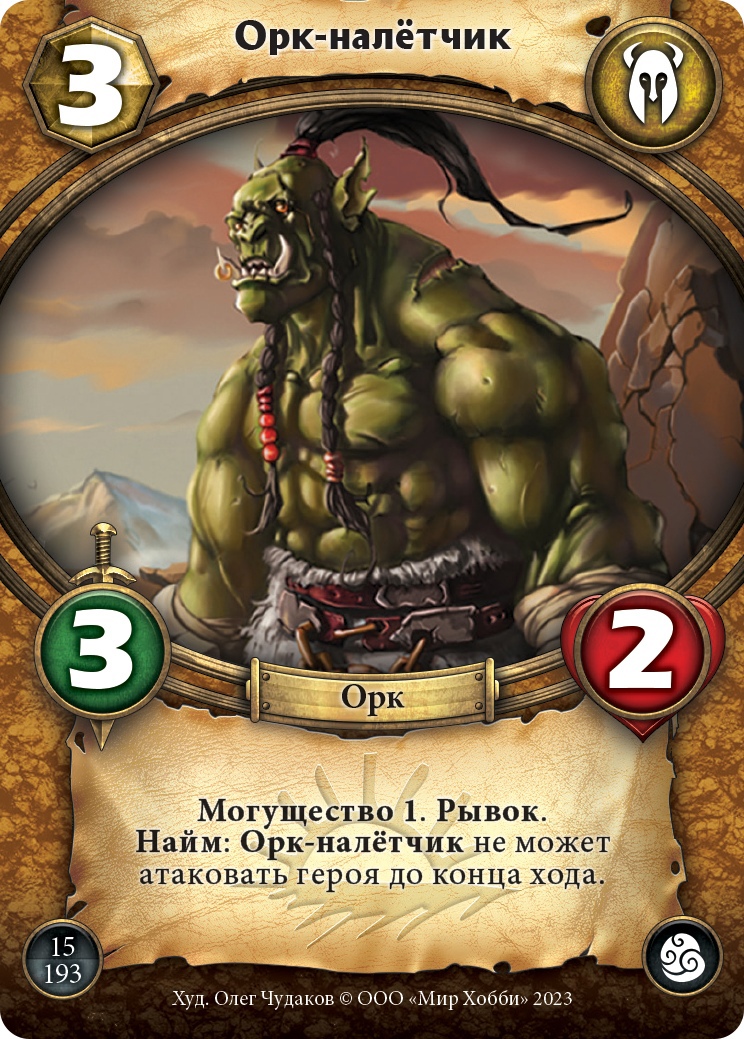 Орк-налётчик
3
3
2
Орк
Могущество 1. Рывок.
Найм: Орк-налётчик не может
атаковать героя до конца хода.
15
193
Худ. Олег Чудаков © ООО «Мир Хобби» 2023